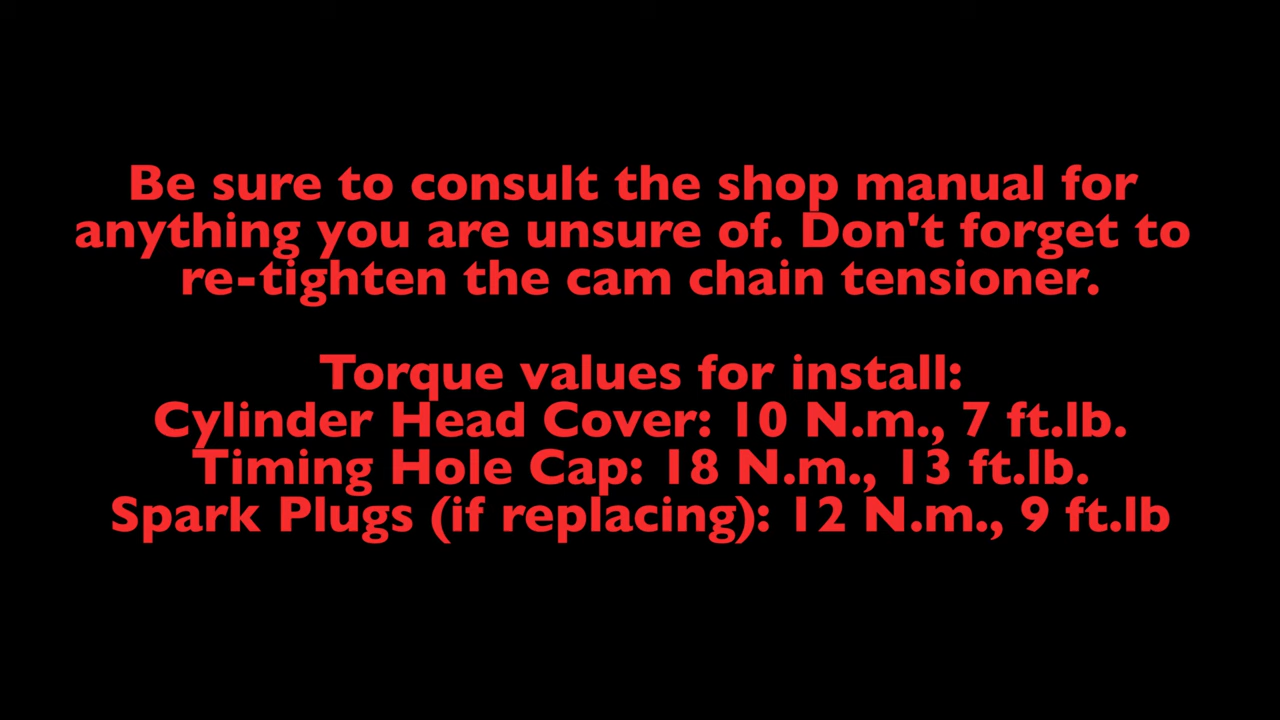 Be sure to consult the shop manual for
anything you are unsure of. Don't forget to
re-tighten the cam chain tensioner.
Torque values for install:
Cylinder Head Cover: 10 N.m., 7 ft.lb.
Timing Hole Cap: 18 N.m., 13 ft.lb.
Spark Plugs (if replacing): 12 N.m., 9 ft.lb